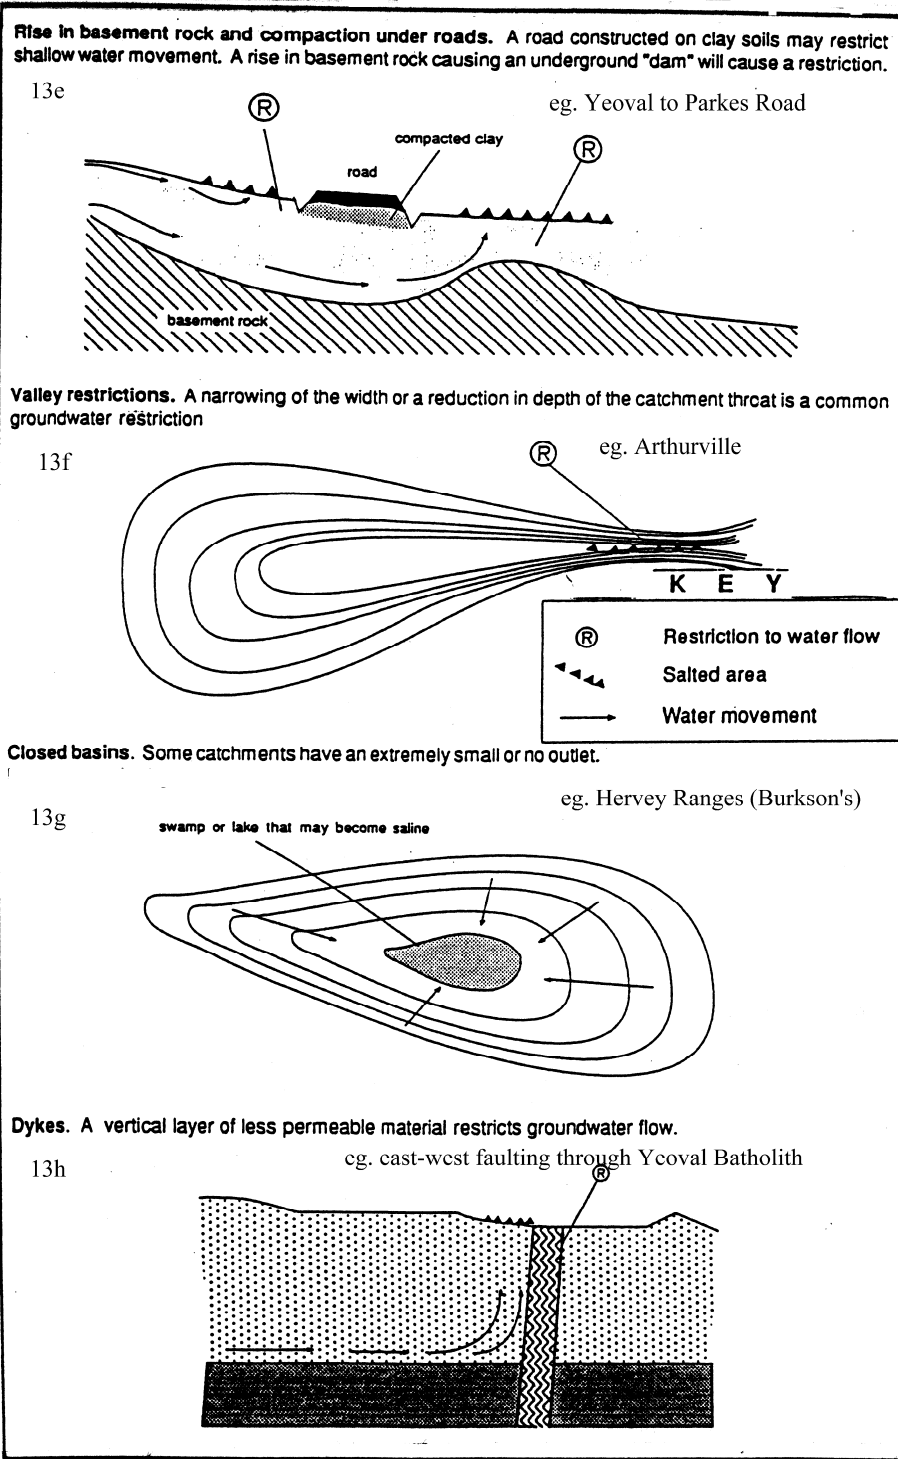 Rise in basement rock and compaction under roads. A road constructed on clay soils may restrict
shallow water movement. A rise in basement rock causing an underground "dam" will cause a restriction.
13e
eg. Yeoval to Parkes Road
R
compacted clay
R
road
basement rock
Valley restrictions. A narrowing of the width or a reduction in depth of the catchment throat is a common
groundwater restriction
13f
R
eg. Arthurville
K E Y
R Restriction to water flow
Salted area
Water movement
Closed basins. Some catchments have an extremely small or no outlet.
eg. Hervey Ranges (Burkson's)
13g
swamp or lake that may become saline
Dykes. A vertical layer of less permeable material restricts groundwater flow.
13h
eg. east-west faulting through Yeoval Batholith
R